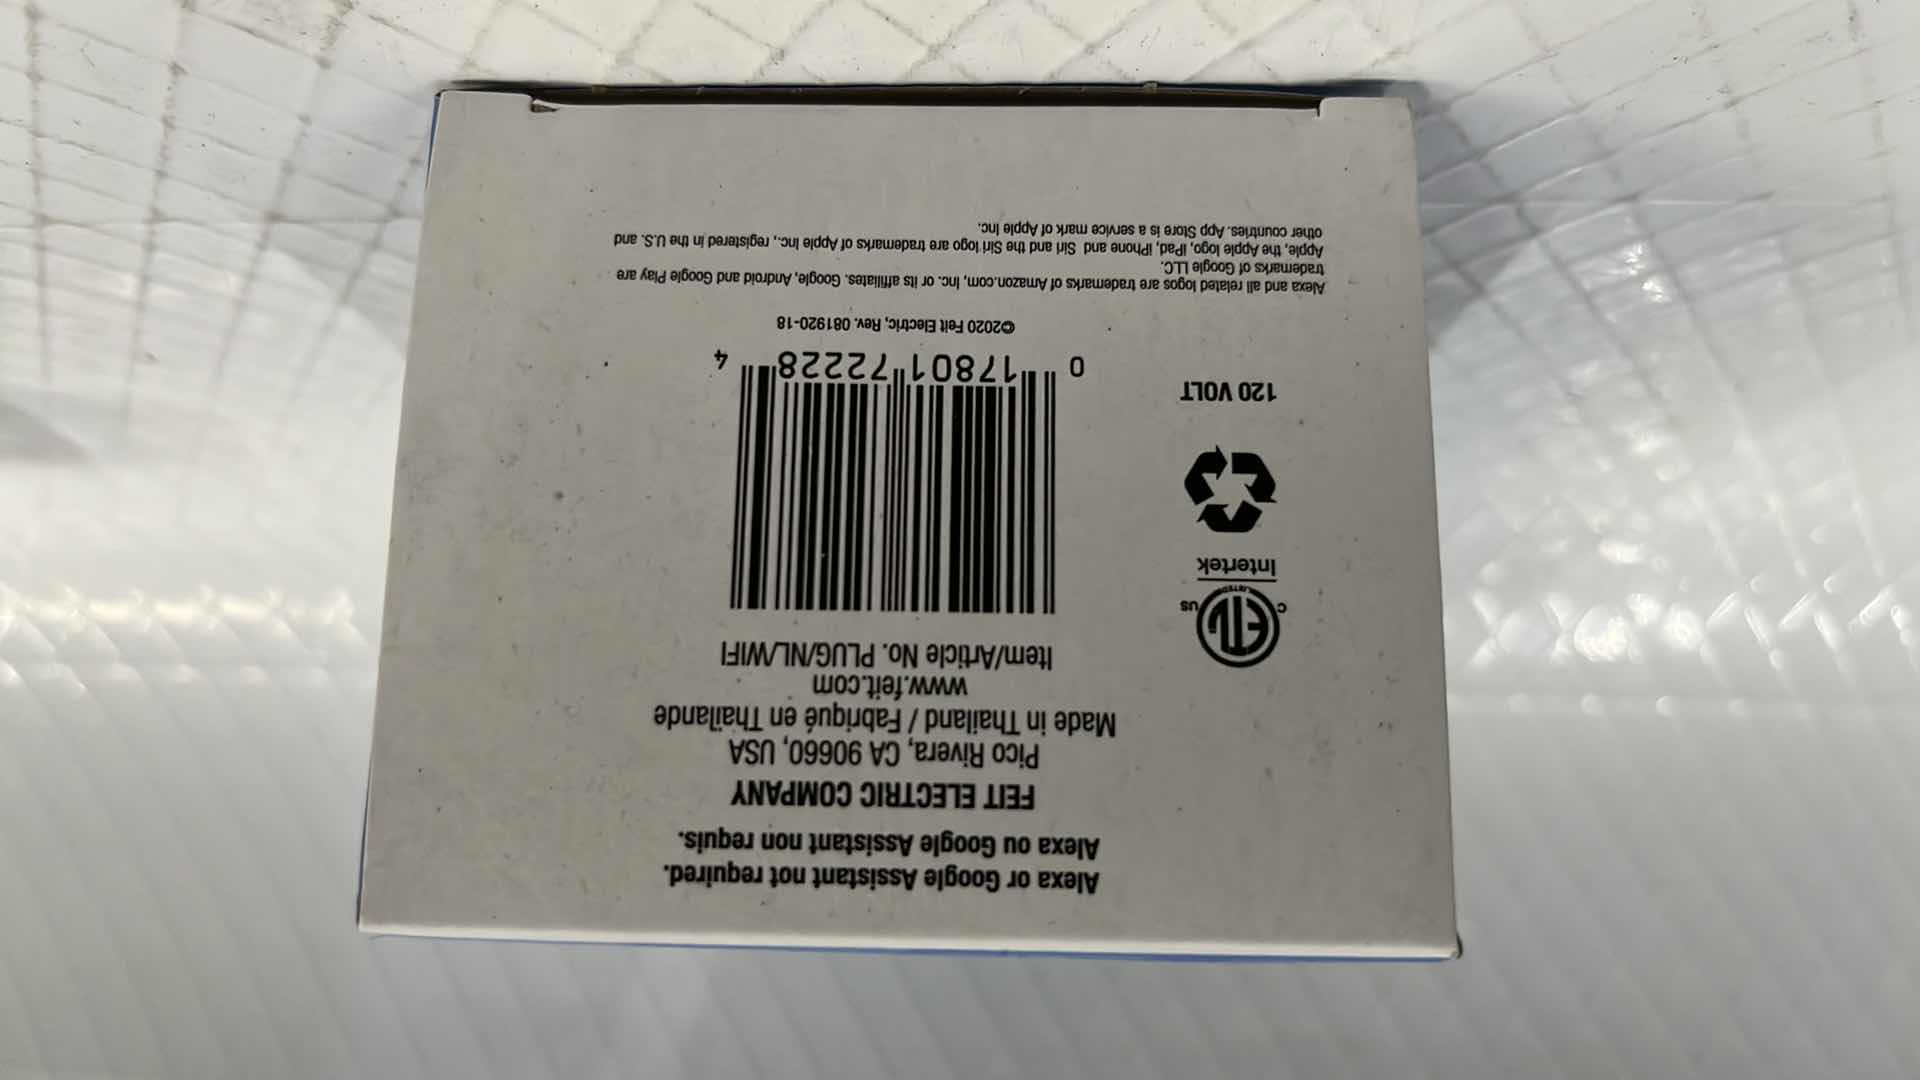 Alexa or Google Assistant not required.
Alexa ou Google Assistant non requis.
FEIT ELECTRIC COMPANY
Pico Rivera, CA 90660, USA
Made in Thailand / Fabriqué en Thaïlande
www.feit.com
Item/Article No. PLUG/NL/WIFI
C ETL US
LISTED
Intertek
120 VOLT
0 17801 72228 4
©2020 Feit Electric, Rev. 081920-18
Alexa and all related logos are trademarks of Amazon.com, Inc. or its affiliates. Google, Android and Google Play are
trademarks of Google LLC.
Apple, the Apple logo, iPad, iPhone and Siri and the Siri logo are trademarks of Apple Inc., registered in the U.S. and
other countries. App Store is a service mark of Apple Inc.